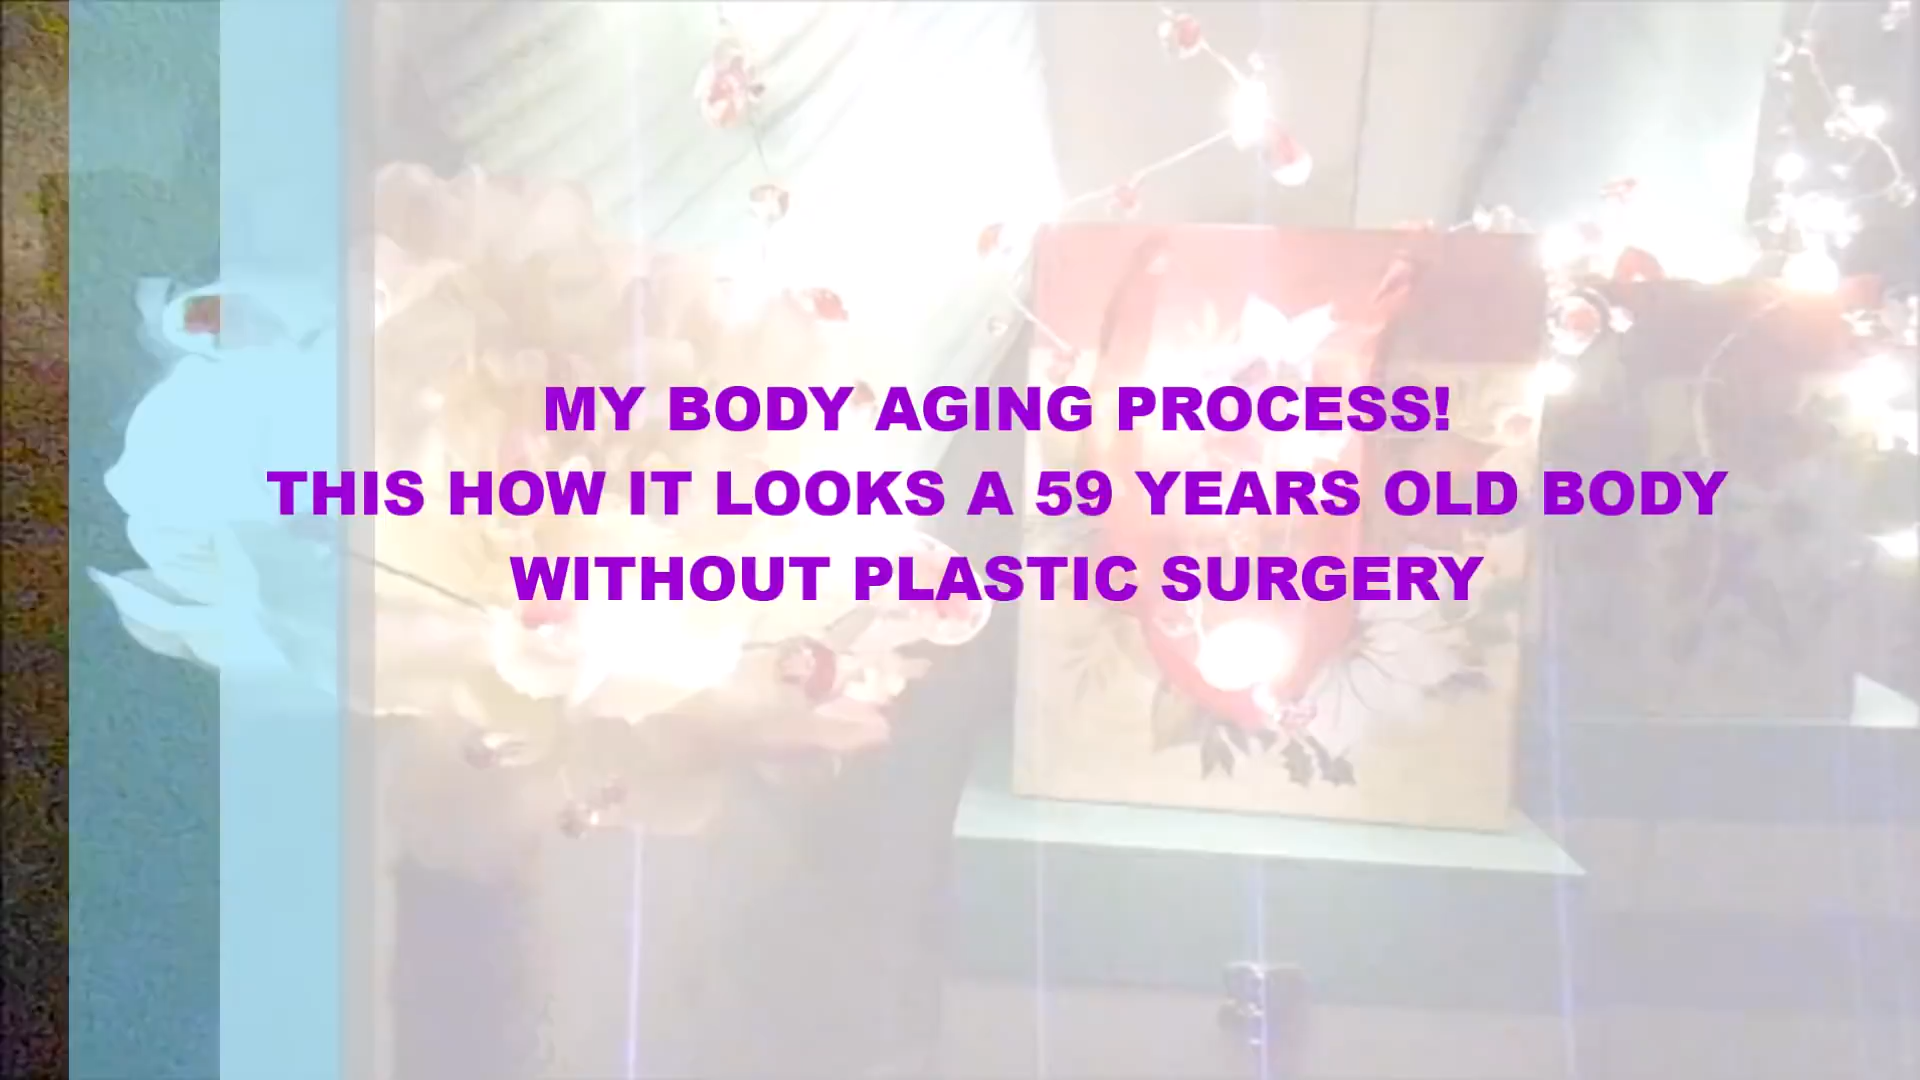 MY BODY AGING PROCESS!
THIS HOW IT LOOKS A 59 YEARS OLD BODY
WITHOUT PLASTIC SURGERY